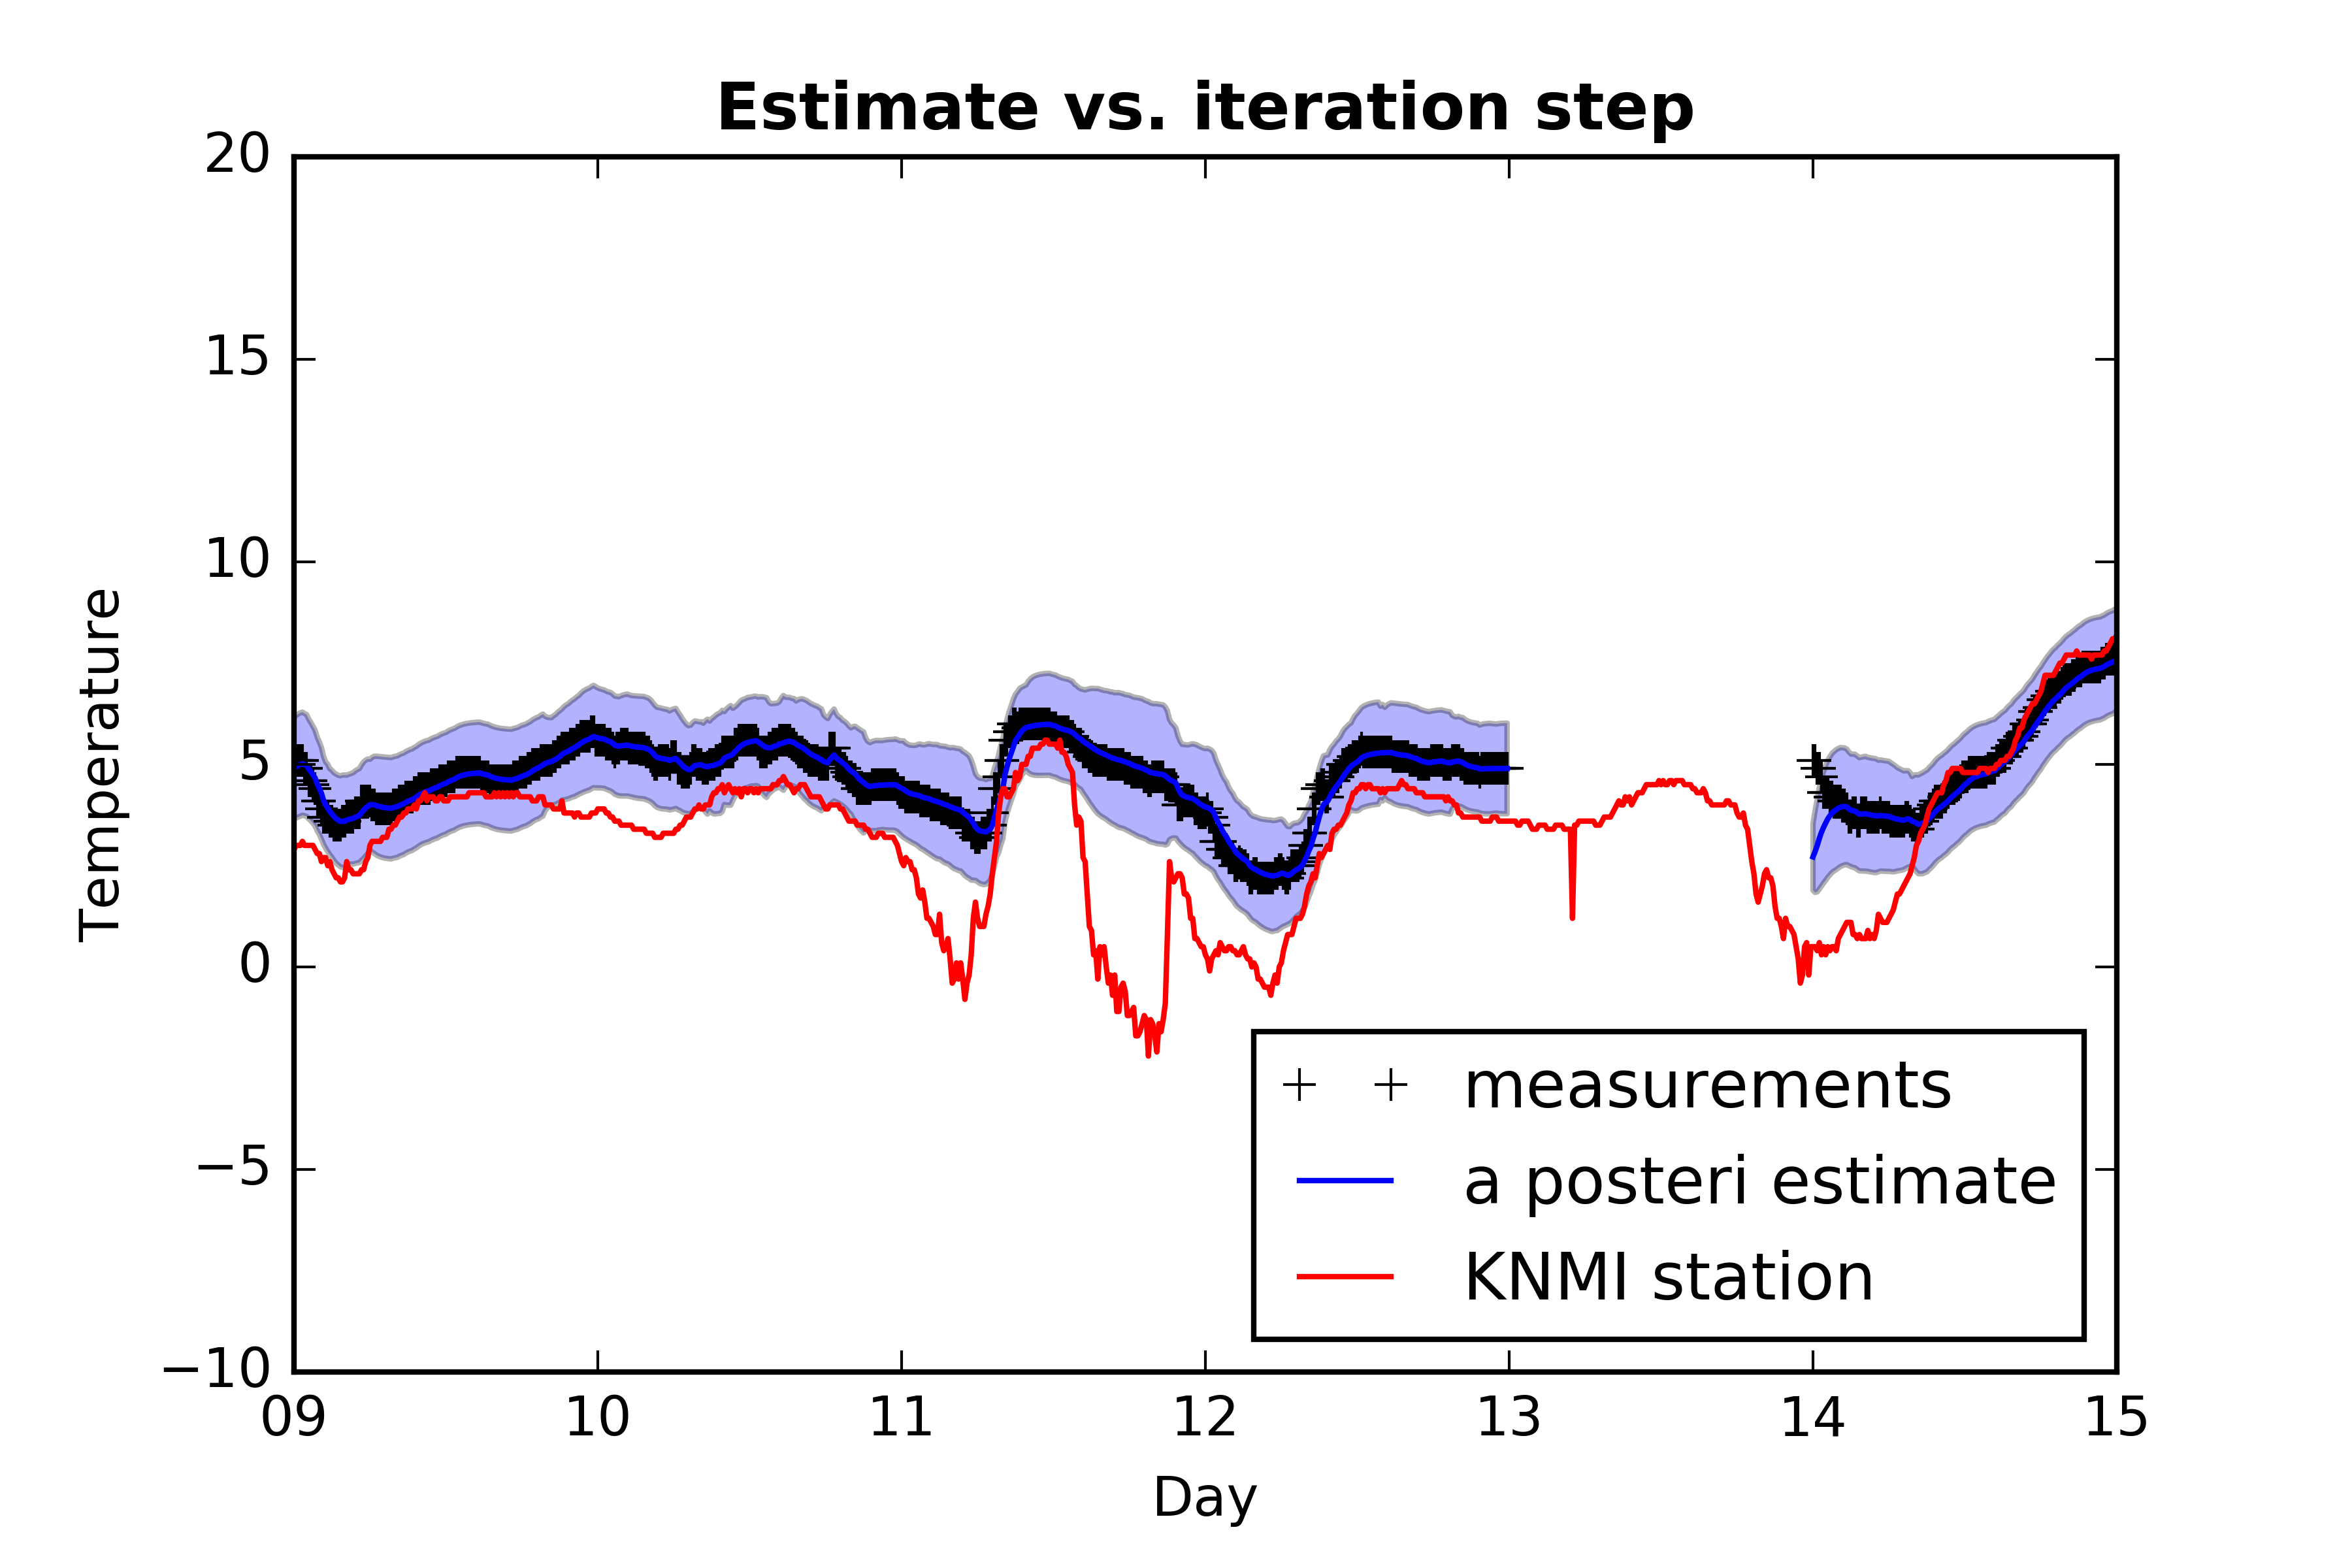 Estimate vs. iteration step
20
15
10
5
0
−5
−10
Temperature
measurements
a posteri estimate
KNMI station
09 10 11 12 13 14 15
Day